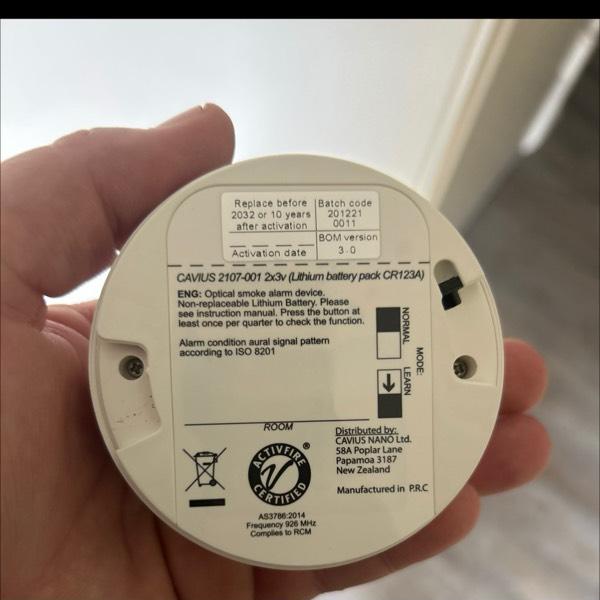 Replace before
2032 or 10 years
after activation
Activation date
Batch code
201221
0011
BOM version
3.0
CAVIUS 2107-001 2x3v (Lithium battery pack CR123A)
ENG: Optical smoke alarm device.
Non-replaceable Lithium Battery. Please
see instruction manual. Press the button at
least once per quarter to check the function.
Alarm condition aural signal pattern
according to ISO 8201
MODE:
NORMAL
LEARN
ROOM
ACTIVFIRE ®
CERTIFIED
AS3786:2014
Frequency 926 MHz
Complies to RCM
Distributed by:
CAVIUS NANO Ltd.
58A Poplar Lane
Papamoa 3187
New Zealand
Manufactured in P.R.C